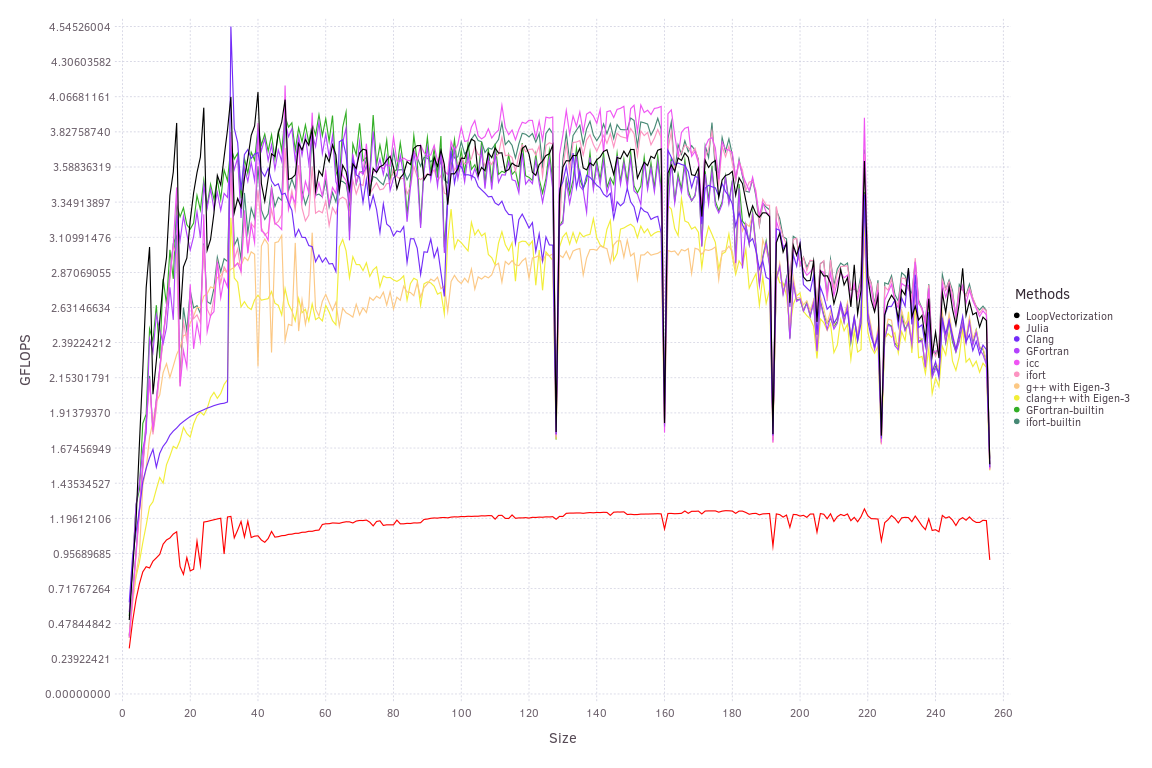 4.54526004
4.30603582
4.06681161
3.82758740
3.58836319
3.34913897
3.10991476
2.87069055
2.63146634
2.39224212
2.15301791
1.91379370
1.67456949
1.43534527
1.19612106
0.95689685
0.71767264
0.47844842
0.23922421
0.00000000
GFLOPS
0 20 40 60 80 100 120 140 160 180 200 220 240 260
Size
Methods
LoopVectorization
Julia
Clang
GFortran
icc
ifort
g++ with Eigen-3
clang++ with Eigen-3
GFortran-builtin
ifort-builtin